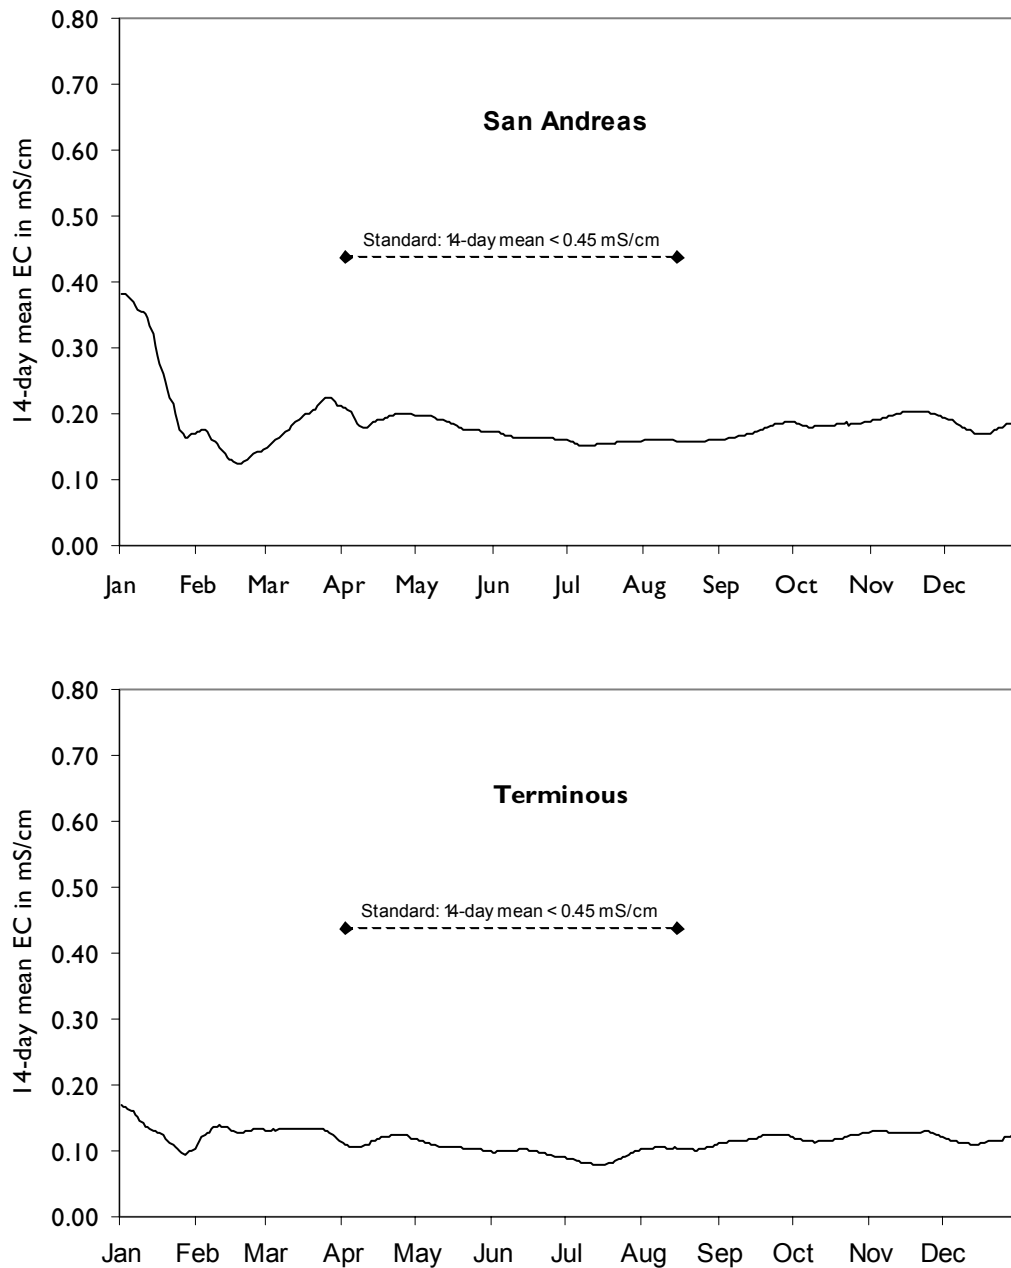 0.80
0.70
San Andreas
0.60
0.50
Standard: 14-day mean < 0.45 mS/cm
0.40
0.30
0.20
0.10
0.00
14-day mean EC in mS/cm
Jan Feb Mar Apr May Jun Jul Aug Sep Oct Nov Dec
0.80
0.70
Terminous
0.60
0.50
Standard: 14-day mean < 0.45 mS/cm
0.40
0.30
0.20
0.10
0.00
14-day mean EC in mS/cm
Jan Feb Mar Apr May Jun Jul Aug Sep Oct Nov Dec